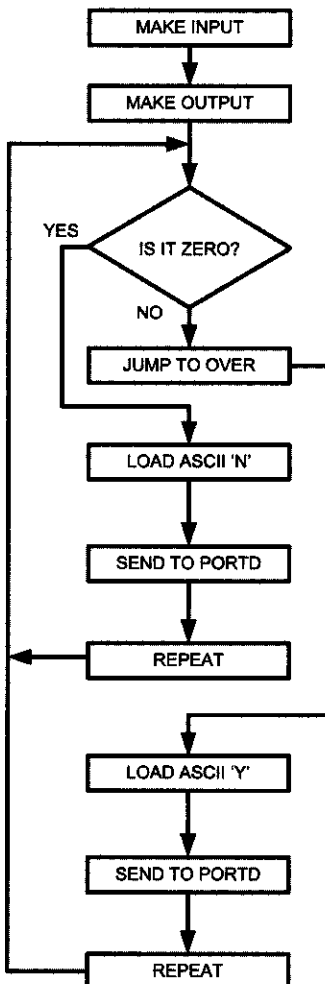 MAKE INPUT
MAKE OUTPUT
YES
IS IT ZERO?
NO
JUMP TO OVER
LOAD ASCII 'N'
SEND TO PORTD
REPEAT
LOAD ASCII 'Y'
SEND TO PORTD
REPEAT